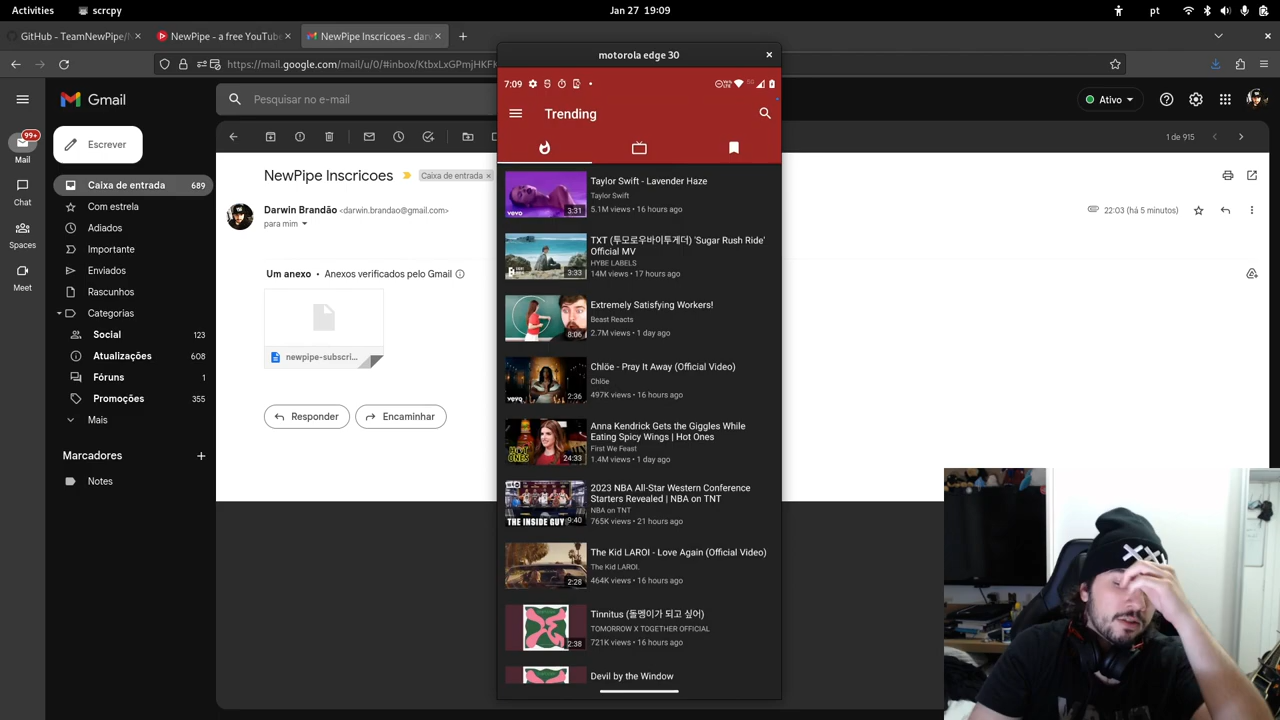 Activities
scrcpy
Jan 27 19:09
pt
GitHub - TeamNewPipe/
NewPipe - a free YouTube
NewPipe Inscricoes - darw
https://mail.google.com/mail/u/0/#inbox/KtbxLxGPmjHKF
Gmail
Pesquisar no e-mail
Ativo
99+
Mail
Chat
Spaces
Meet
Escrever
Caixa de entrada 689
Com estrela
Adiados
Importante
Enviados
Rascunhos
Categorias
Social 123
Atualizações 608
Fóruns 1
Promoções 355
Mais
Marcadores
Notes
1 de 915
NewPipe Inscricoes
Caixa de entrada
Darwin Brandão <darwin.brandao@gmail.com>
para mim
22:03 (há 5 minutos)
Um anexo • Anexos verificados pelo Gmail
newpipe-subscri...
Responder
Encaminhar
motorola edge 30
7:09
Trending
Taylor Swift - Lavender Haze
Taylor Swift
5.1M views • 16 hours ago
vevo
3:31
TXT (투모로우바이투게더) 'Sugar Rush Ride'
Official MV
HYBE LABELS
14M views • 17 hours ago
3:33
Extremely Satisfying Workers!
Beast Reacts
2.7M views • 1 day ago
8:06
Chlöe - Pray It Away (Official Video)
Chlöe
497K views • 16 hours ago
vevo
2:36
Anna Kendrick Gets the Giggles While
Eating Spicy Wings | Hot Ones
First We Feast
1.4M views • 1 day ago
HOT
ONES
24:33
2023 NBA All-Star Western Conference
Starters Revealed | NBA on TNT
NBA on TNT
765K views • 21 hours ago
THE INSIDE GUY
9:40
The Kid LAROI - Love Again (Official Video)
The Kid LAROI.
464K views • 16 hours ago
2:28
Tinnitus (돌멩이가 되고 싶어)
TOMORROW X TOGETHER OFFICIAL
721K views • 16 hours ago
2:38
Devil by the Window